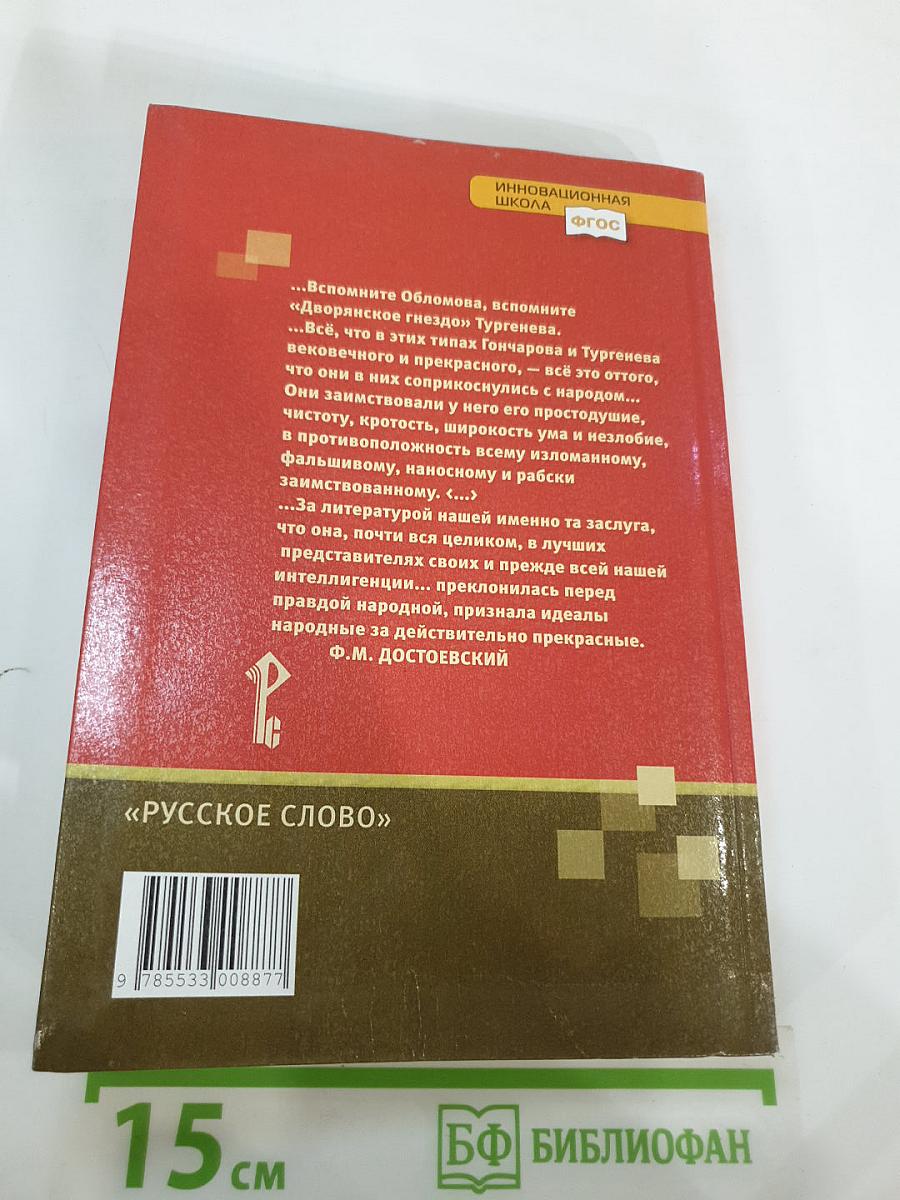 ИННОВАЦИОННАЯ
ШКОЛА
ФГОС
...Вспомните Обломова, вспомните
«Дворянское гнездо» Тургенева.
...Всё, что в этих типах Гончарова и Тургенева
вековечного и прекрасного, — всё это оттого,
что они в них соприкоснулись с народом...
Они заимствовали у него его простодушие,
чистоту, кротость, широкость ума и незлобие,
в противоположность всему изломанному,
фальшивому, наносному и рабски
заимствованному. ‹...›
...За литературой нашей именно та заслуга,
что она, почти вся целиком, в лучших
представителях своих и прежде всей нашей
интеллигенции... преклонилась перед
правдой народной, признала идеалы
народные за действительно прекрасные.
Ф.М. ДОСТОЕВСКИЙ
РС
«РУССКОЕ СЛОВО»
9 785533 008877
15 см
БФ БИБЛИОФАН